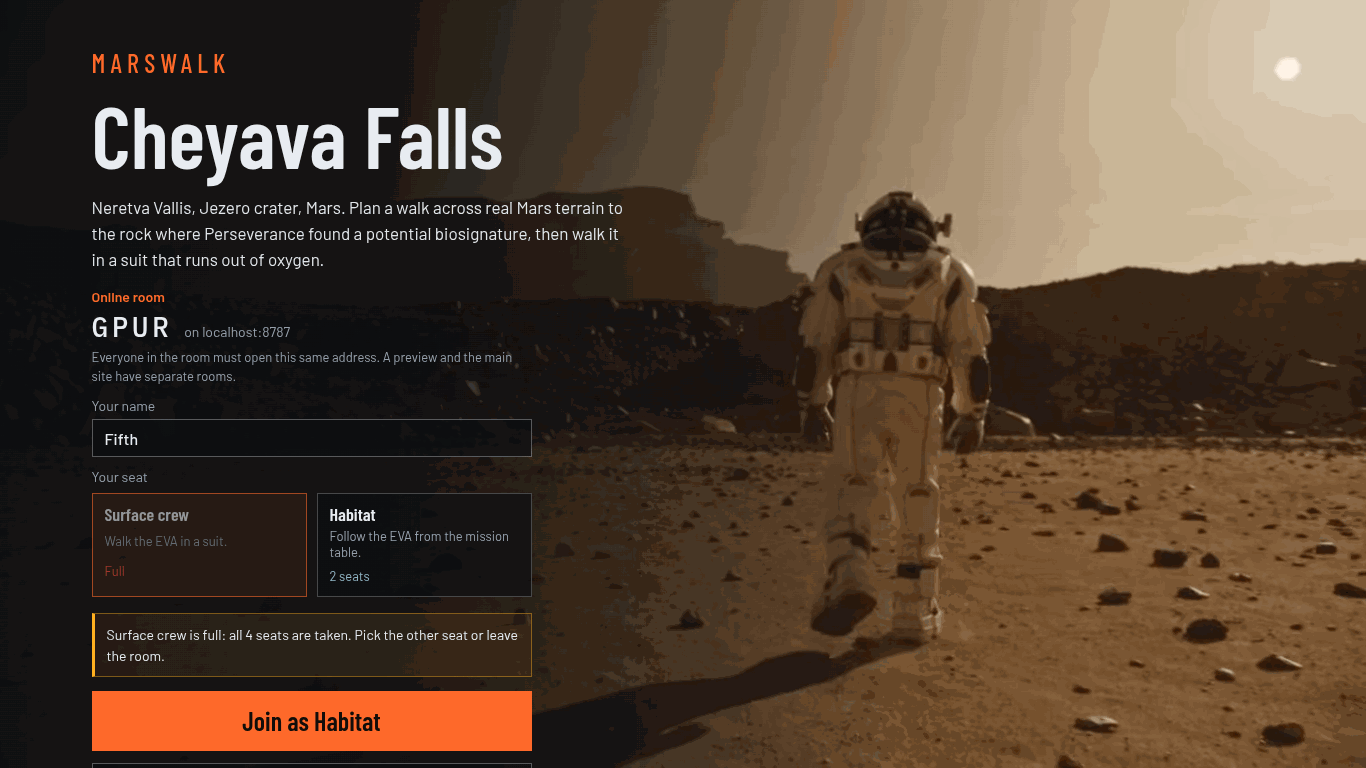 MARSWALK
Cheyava Falls
Neretva Vallis, Jezero crater, Mars. Plan a walk across real Mars terrain to
the rock where Perseverance found a potential biosignature, then walk it
in a suit that runs out of oxygen.
Online room
GPUR on localhost:8787
Everyone in the room must open this same address. A preview and the main
site have separate rooms.
Your name
Fifth
Your seat
Surface crew
Walk the EVA in a suit.
Full
Habitat
Follow the EVA from the mission
table.
2 seats
Surface crew is full: all 4 seats are taken. Pick the other seat or leave
the room.
Join as Habitat